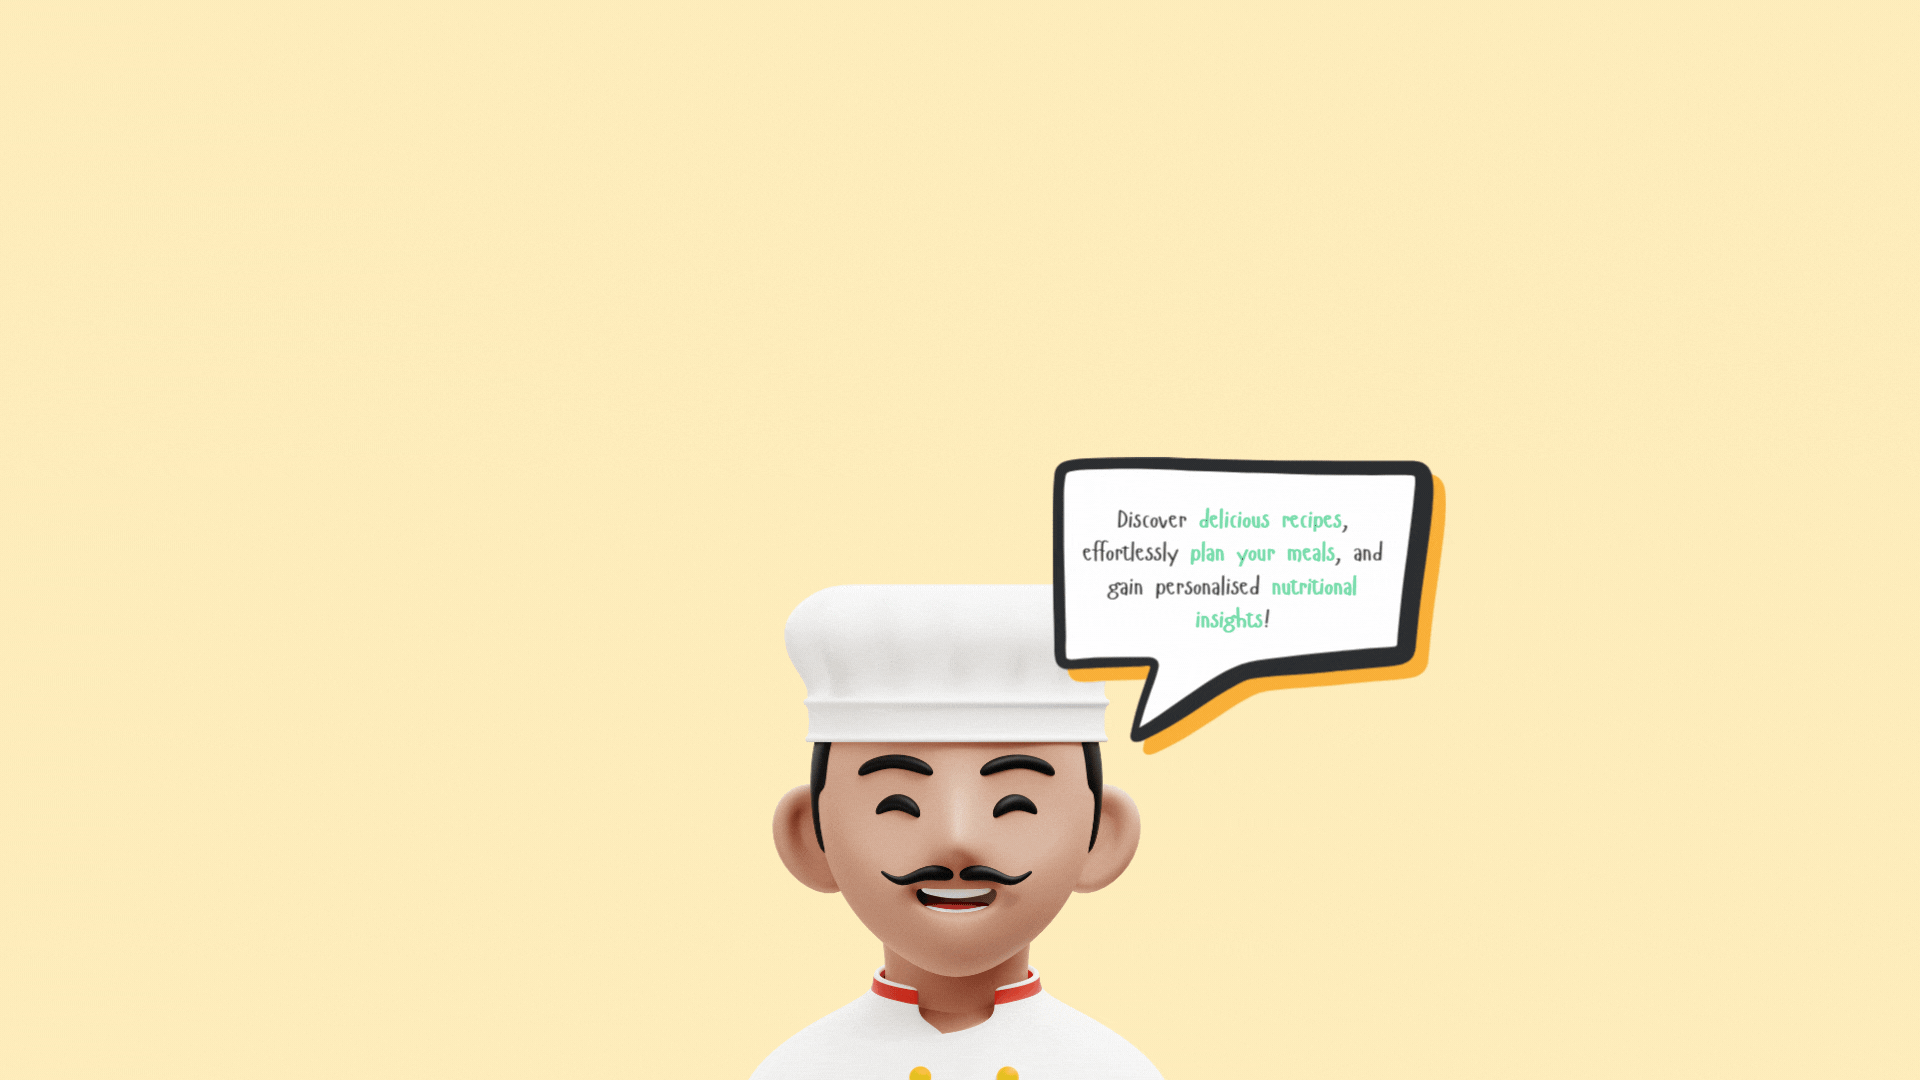 Discover delicious recipes,
effortlessly plan your meals, and
gain personalised nutritional
insights!